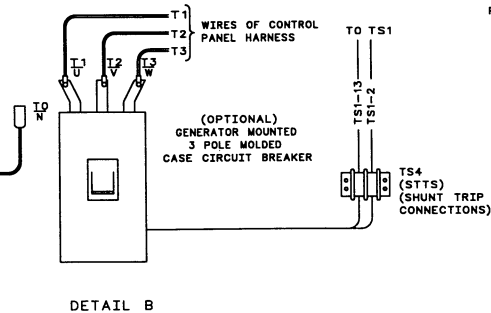 T1
T2
T3
WIRES OF CONTROL
PANEL HARNESS
TO TS1
T1
U
T2
V
T3
W
T0
N
TS1-13
TS1-2
(OPTIONAL)
GENERATOR MOUNTED
3 POLE MOLDED
CASE CIRCUIT BREAKER
TS4
(STTS)
(SHUNT TRIP
CONNECTIONS)
DETAIL B